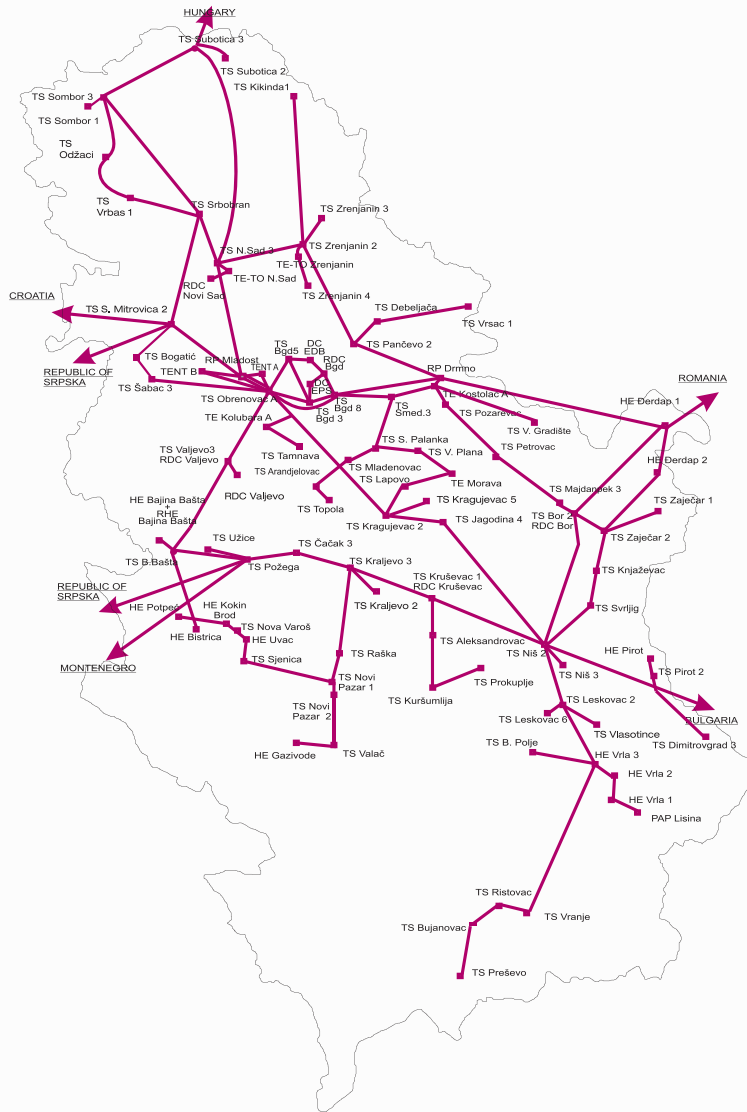 HUNGARY
TS Subotica 3
TS Subotica 2
TS Kikinda1
TS Sombor 3
TS Sombor 1
TS
Odžaci
TS
Vrbas 1
TS Srbobran
TS Zrenjanin 3
TS N.Sad 3
TS Zrenjanin 2
TE-TO Zrenjanin
TE-TO N.Sad
RDC
Novi Sad
TS Zrenjanin 4
CROATIA
TS S. Mitrovica 2
TS Debeljača
TS Vrsac 1
TS Pančevo 2
REPUBLIC OF
SRPSKA
TS Bogatić
TS Šabac 3
RP Mladost
TENT B
TENT A
TS Obrenovac A
TS
Bgd5
DC
EDB
RDC
Bgd
DC
EPS
TS
Bgd 3
TS
Bgd 8
RP Drmno
TE Kostolac A
TS
Smed.3
TS Pozarevac
TS V. Gradište
ROMANIA
HE Đerdap 1
TE Kolubara A
TS Tamnava
TS Arandjelovac
TS S. Palanka
TS V. Plana
TS Petrovac
HE Đerdap 2
TS Valjevo3
RDC Valjevo
RDC Valjevo
TS Mladenovac
TS Lapovo
TE Morava
TS Topola
TS Kragujevac 5
TS Kragujevac 2
TS Jagodina 4
TS Majdanpek 3
TS Bor 2
RDC Bor
TS Zaječar 1
TS Zaječar 2
HE Bajina Bašta
+
RHE
Bajina Bašta
TS Užice
TS B.Bašta
TS Požega
TS Čačak 3
TS Kraljevo 3
TS Kruševac 1
RDC Kruševac
TS Knjaževac
TS Svrljig
REPUBLIC OF
SRPSKA
HE Potpeć
HE Kokin
Brod
TS Kraljevo 2
TS Nova Varoš
HE Bistrica
HE Uvac
TS Aleksandrovac
TS Niš 2
HE Pirot
MONTENEGRO
TS Sjenica
TS Raška
TS Niš 3
TS Pirot 2
TS Novi
Pazar 1
TS Prokuplje
TS Kuršumlija
TS Leskovac 2
TS Novi
Pazar 2
TS Leskovac 6
TS Vlasotince
BULGARIA
TS Dimitrovgrad 3
HE Gazivode
TS Valač
TS B. Polje
HE Vrla 3
HE Vrla 2
HE Vrla 1
PAP Lisina
TS Ristovac
TS Vranje
TS Bujanovac
TS Preševo